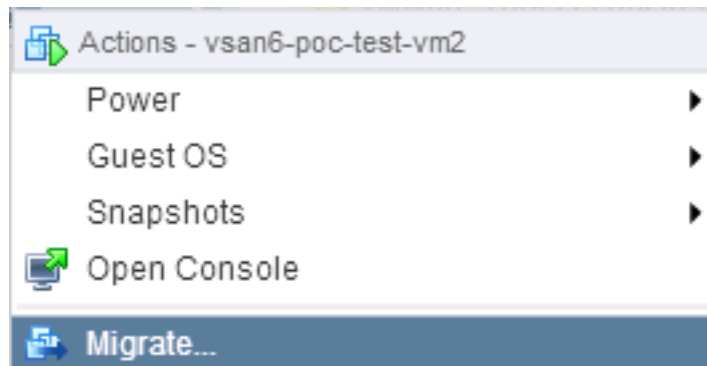 Actions - vsan6-poc-test-vm2
Power
Guest OS
Snapshots
Open Console
Migrate...